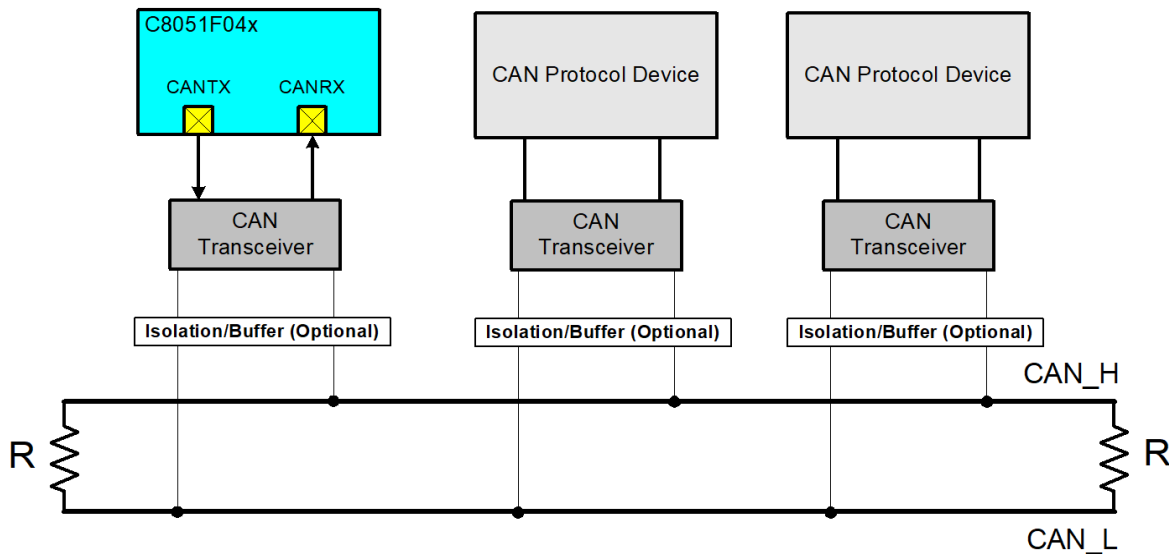 C8051F04x
CANTX
CANRX
CAN Protocol Device
CAN Protocol Device
CAN
Transceiver
CAN
Transceiver
CAN
Transceiver
Isolation/Buffer (Optional)
Isolation/Buffer (Optional)
Isolation/Buffer (Optional)
CAN_H
R
R
CAN_L